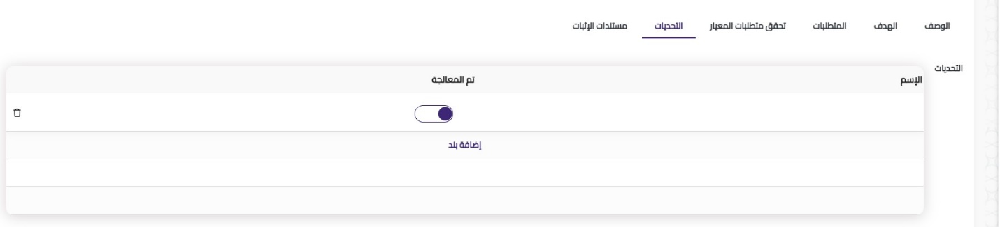 الوصف الهدف المتطلبات تحقق متطلبات المعيار التحديات مستندات الإثبات
التحديات
الإسم تم المعالجة
إضافة بند